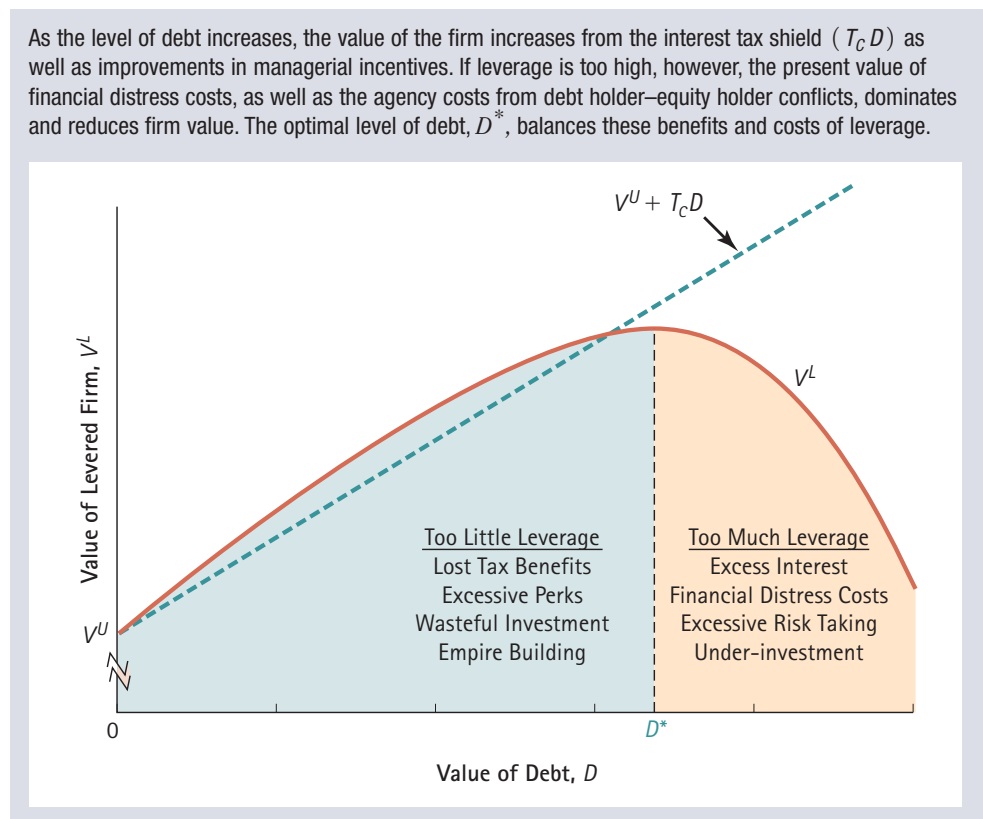 As the level of debt increases, the value of the firm increases from the interest tax shield (T_C D) as
well as improvements in managerial incentives. If leverage is too high, however, the present value of
financial distress costs, as well as the agency costs from debt holder–equity holder conflicts, dominates
and reduces firm value. The optimal level of debt, D*, balances these benefits and costs of leverage.
V^U + T_C D
Value of Levered Firm, V^L
V^L
Too Little Leverage
Lost Tax Benefits
Excessive Perks
Wasteful Investment
Empire Building
Too Much Leverage
Excess Interest
Financial Distress Costs
Excessive Risk Taking
Under-investment
V^U
0
D*
Value of Debt, D